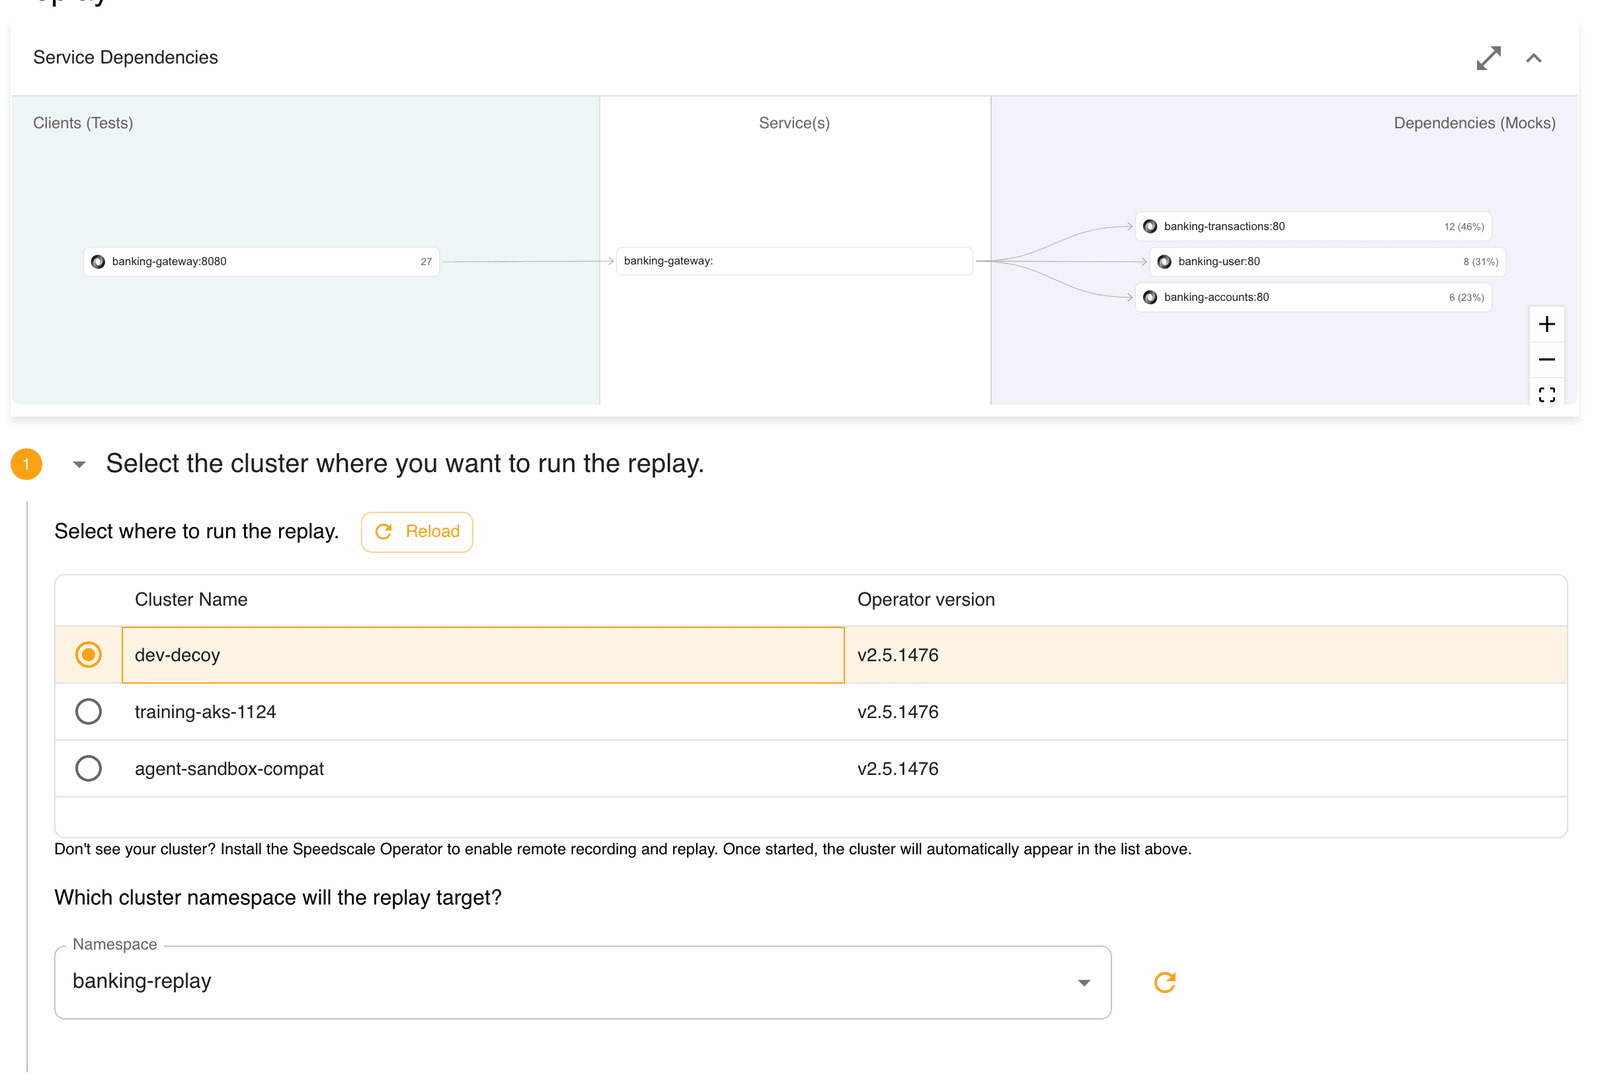 Service Dependencies
Clients (Tests)
Service(s)
Dependencies (Mocks)
banking-transactions:80 12 (46%)
banking-gateway:8080 27
banking-gateway:
banking-user:80 8 (31%)
banking-accounts:80 6 (23%)
1 Select the cluster where you want to run the replay.
Select where to run the replay. Reload
Cluster Name Operator version
dev-decoy v2.5.1476
training-aks-1124 v2.5.1476
agent-sandbox-compat v2.5.1476
Don't see your cluster? Install the Speedscale Operator to enable remote recording and replay. Once started, the cluster will automatically appear in the list above.
Which cluster namespace will the replay target?
Namespace
banking-replay